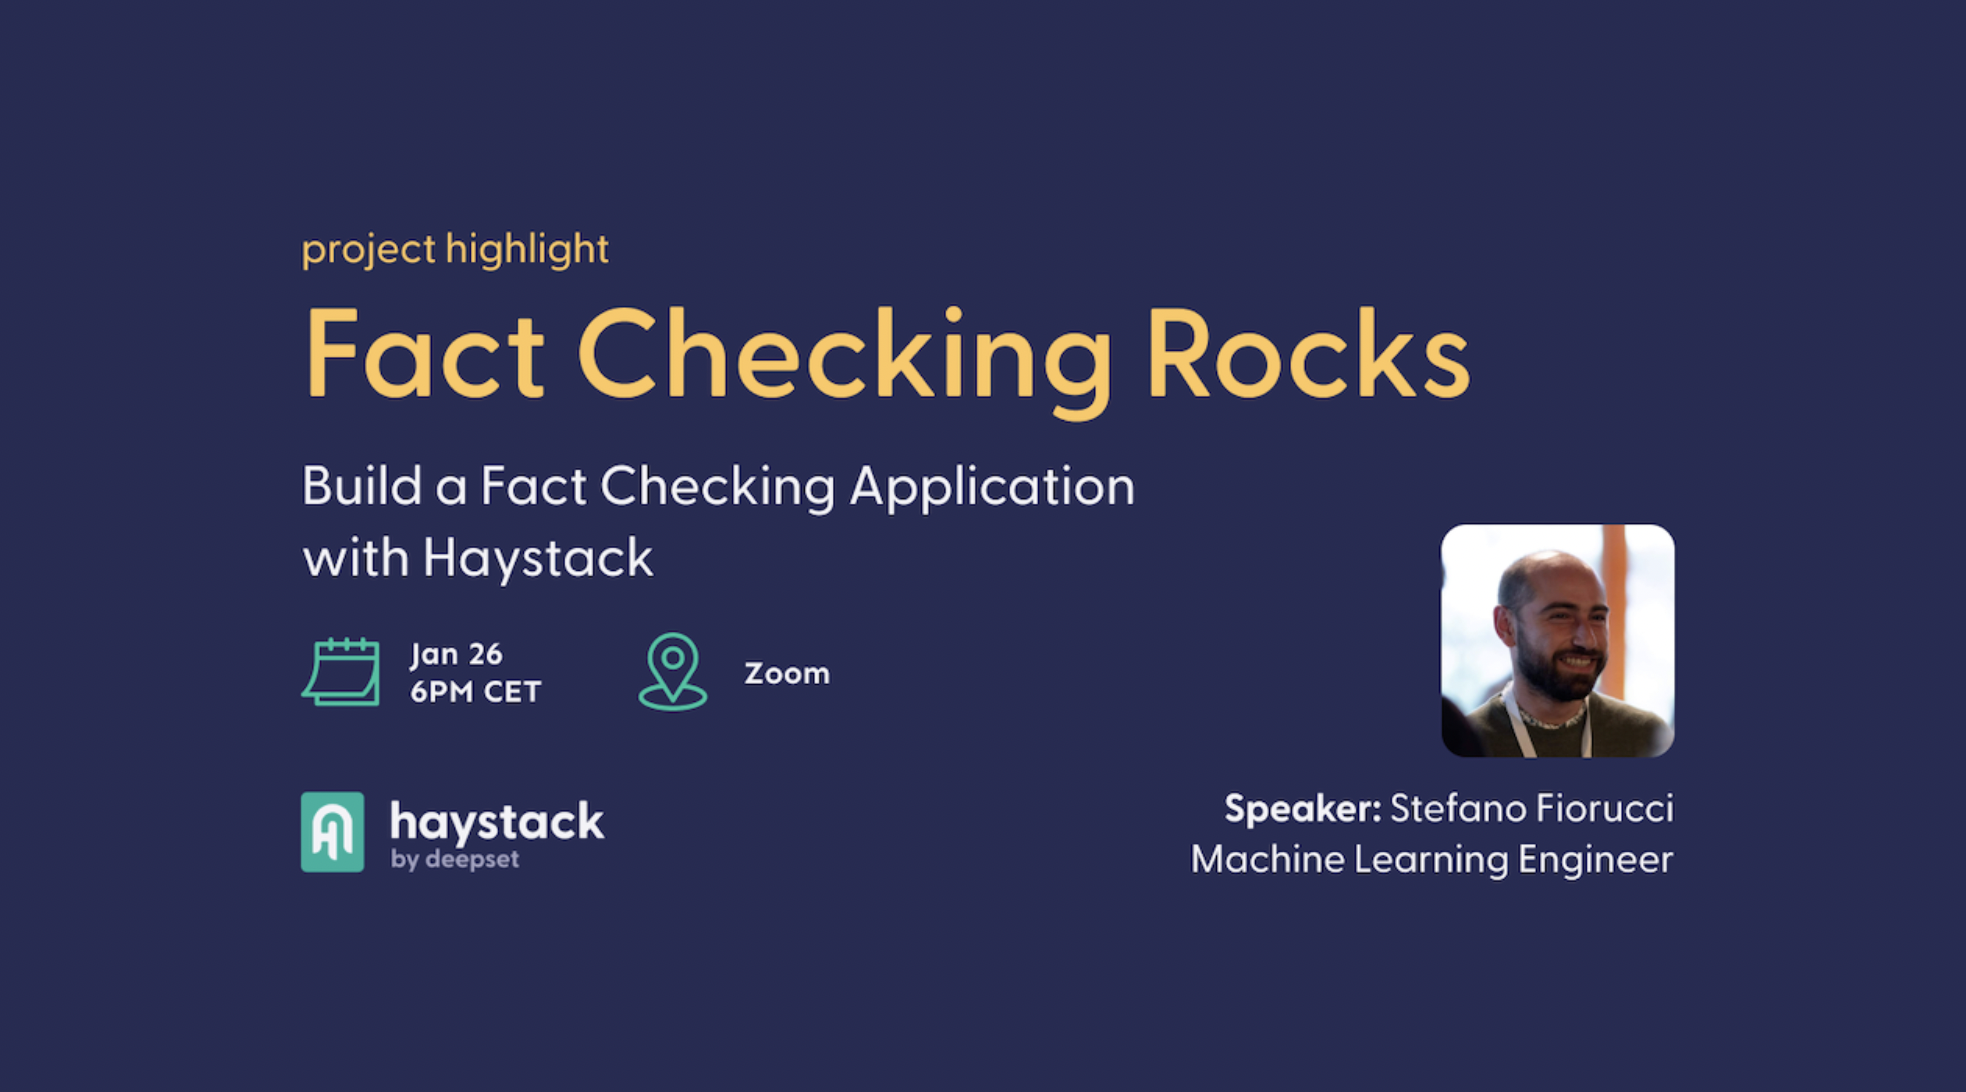 project highlight
Fact Checking Rocks
Build a Fact Checking Application
with Haystack
Jan 26
6PM CET
Zoom
haystack
by deepset
Speaker: Stefano Fiorucci
Machine Learning Engineer